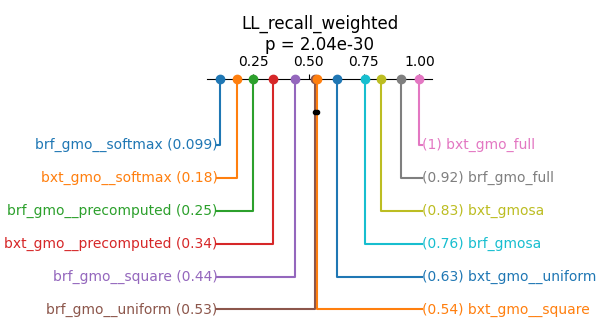 LL_recall_weighted
p = 2.04e-30
0.25 0.50 0.75 1.00
brf_gmo__softmax (0.099) (1) bxt_gmo_full
bxt_gmo__softmax (0.18) (0.92) brf_gmo_full
brf_gmo__precomputed (0.25) (0.83) bxt_gmosa
bxt_gmo__precomputed (0.34) (0.76) brf_gmosa
brf_gmo__square (0.44) (0.63) bxt_gmo__uniform
brf_gmo__uniform (0.53) (0.54) bxt_gmo__square